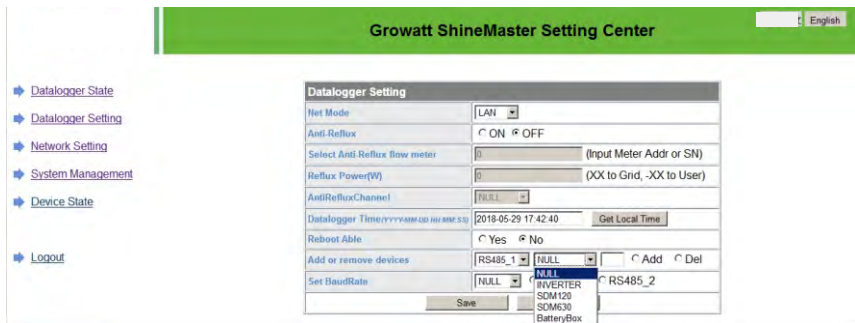 Growatt ShineMaster Setting Center
English
Datalogger State
Datalogger Setting
Network Setting
System Management
Device State
Logout
Datalogger Setting
Net Mode LAN
Anti-Reflux ON OFF
Select Anti Reflux flow meter 0 (Input Meter Addr or SN)
Reflux Power(W) 0 (XX to Grid, -XX to User)
AntiRefluxChannel NULL
Datalogger Time(YYYY-MM-DD HH:MM:SS) 2018-05-29 17:42:40 Get Local Time
Reboot Able Yes No
Add or remove devices RS485_1 NULL Add Del
Set BaudRate NULL RS485_2
NULL
INVERTER
SDM120
SDM630
BatteryBox
Save